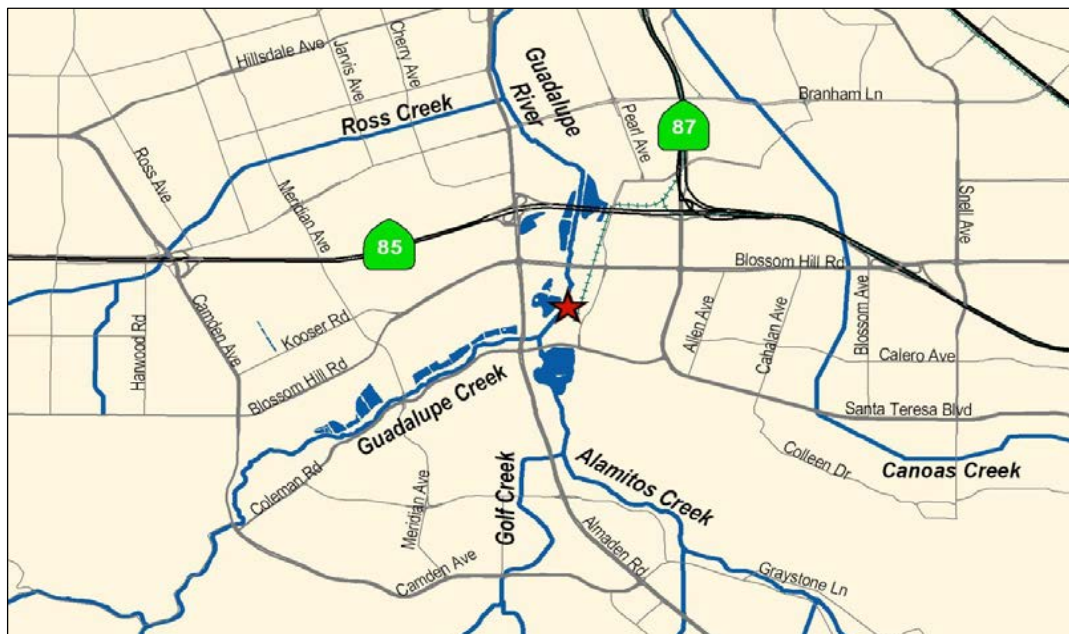 Hillsdale Ave
Jarvis Ave
Cherry Ave
Guadalupe
River
Ross Creek
Pearl Ave
87
Branham Ln
Ross Ave
Meridian Ave
Snell Ave
85
Blossom Hill Rd
Camden Ave
Harwood Rd
Kooser Rd
Allen Ave
Cahalan Ave
Blossom Ave
Calero Ave
Blossom Hill Rd
Guadalupe Creek
Santa Teresa Blvd
Colleen Dr
Canoas Creek
Coleman Rd
Meridian Ave
Golf Creek
Alamitos Creek
Almaden Rd
Camden Ave
Graystone Ln